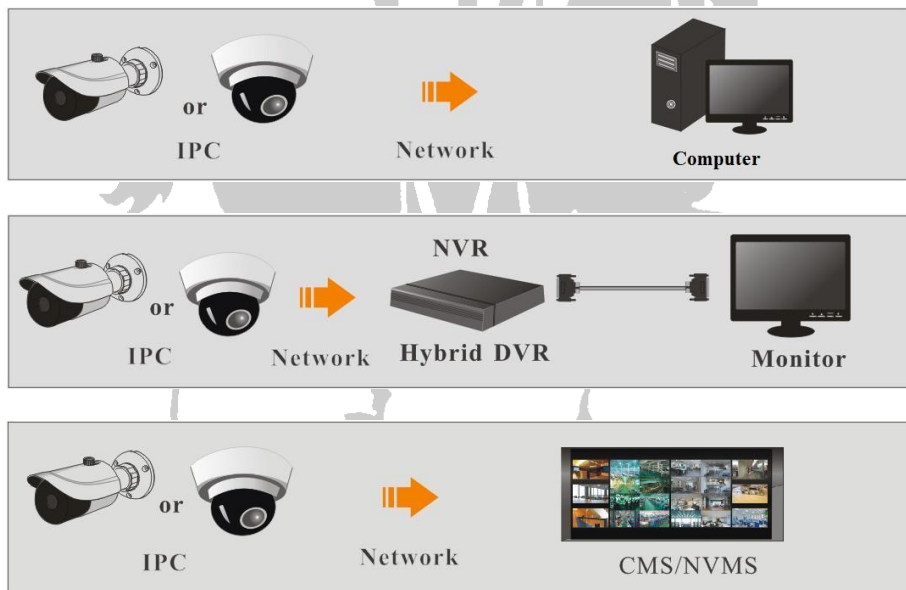 or
IPC
Network
Computer
or
IPC
Network
NVR
Hybrid DVR
Monitor
or
IPC
Network
CMS/NVMS